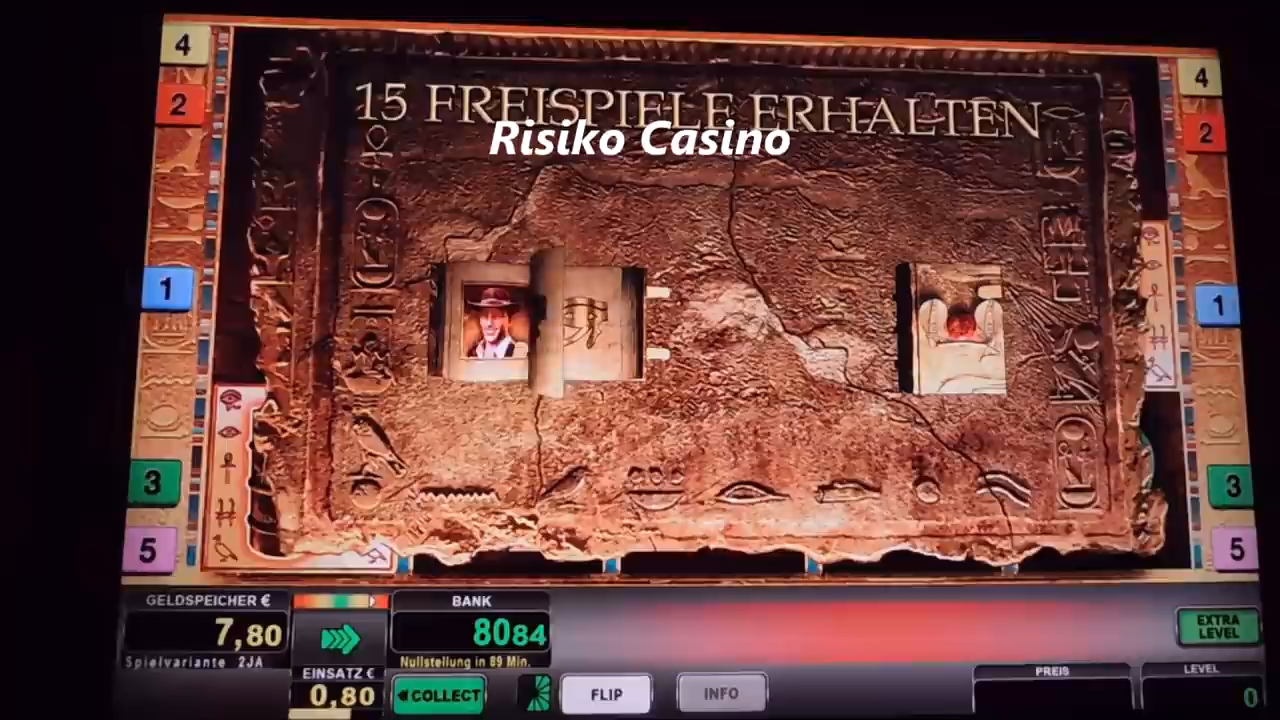 4
4
15 FREISPIELE ERHALTEN
2
2
Risiko Casino
1
1
3
3
5
5
GELDSPEICHER €
BANK
7,80
8084
EXTRA LEVEL
Spielvariante 2JA
Nullstellung in 89 Min.
EINSATZ €
PREIS
LEVEL
0,80
COLLECT
FLIP
INFO
0